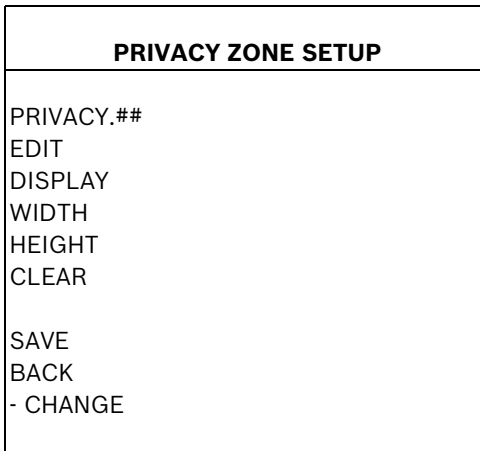 PRIVACY ZONE SETUP
PRIVACY.##
EDIT
DISPLAY
WIDTH
HEIGHT
CLEAR
SAVE
BACK
- CHANGE